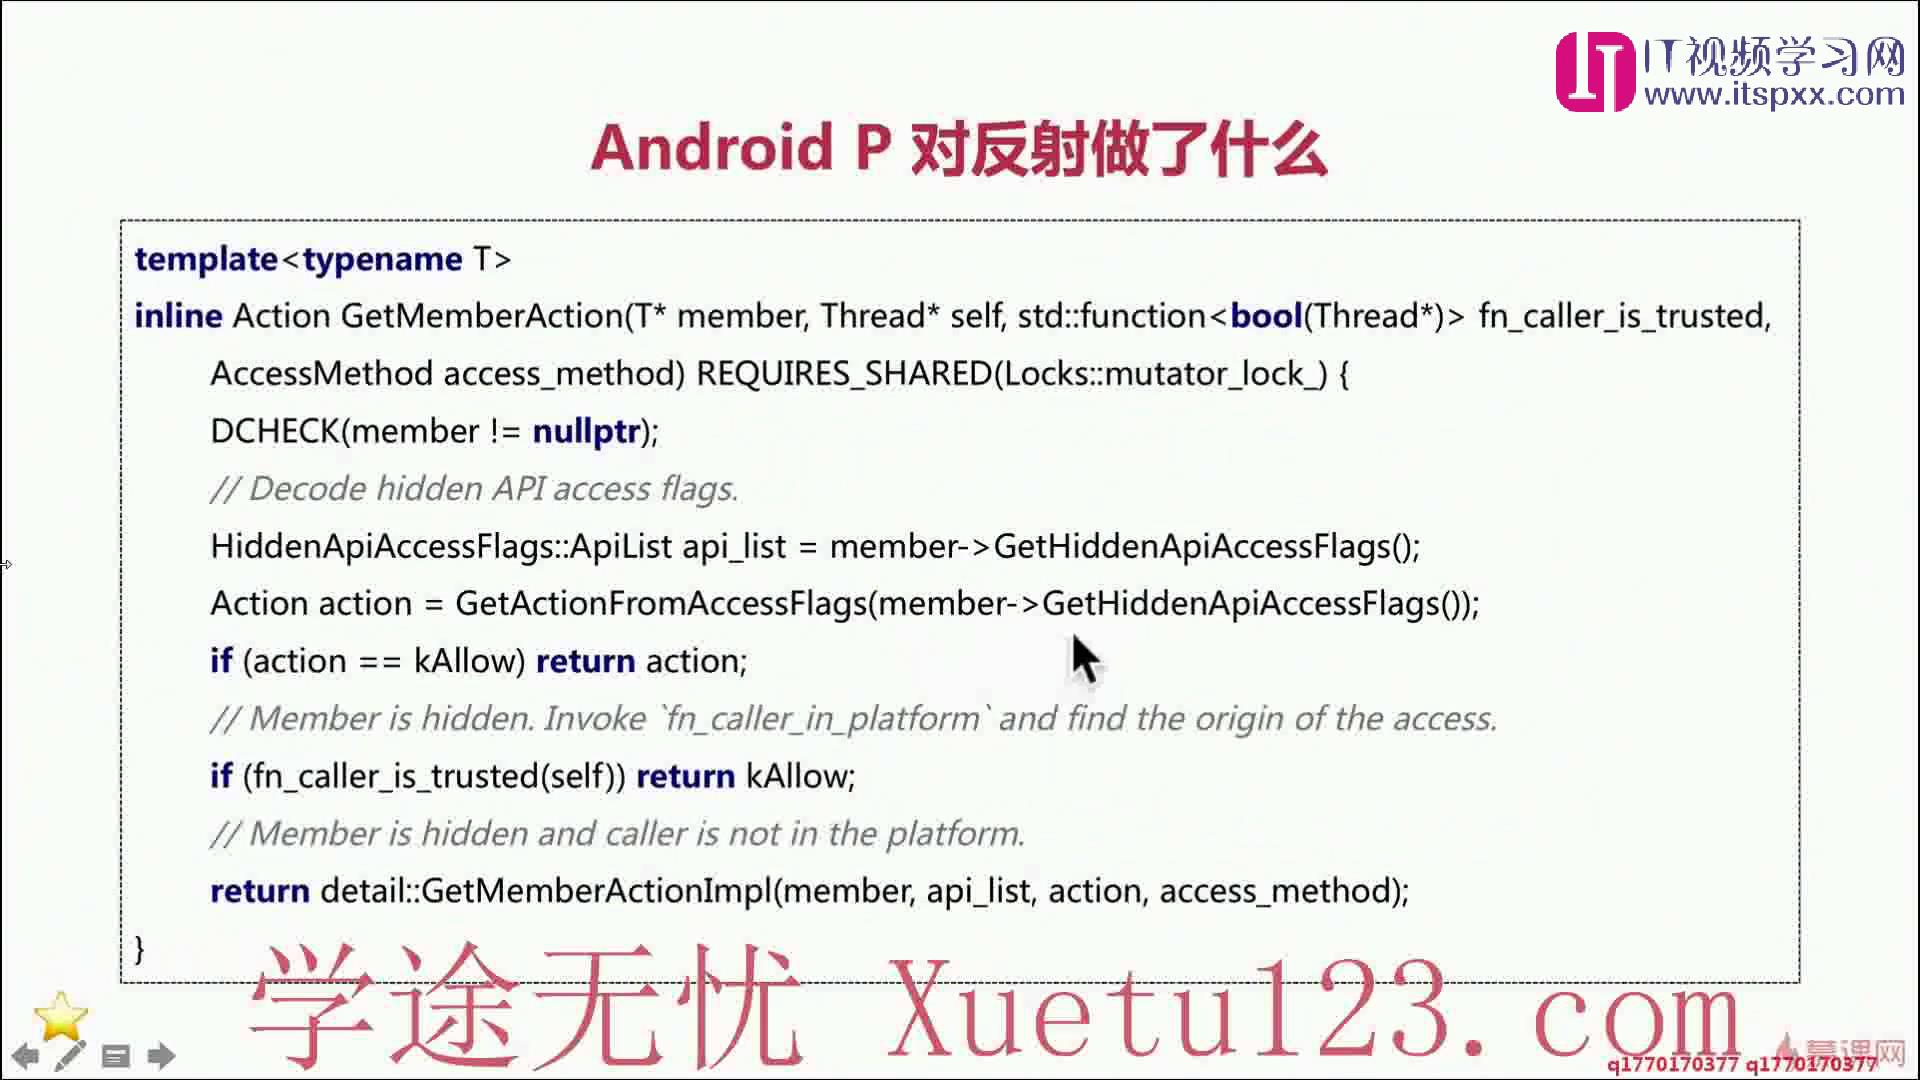 IT视频学习网
www.itspxx.com
Android P 对反射做了什么
template<typename T>
inline Action GetMemberAction(T* member, Thread* self, std::function<bool(Thread*)> fn_caller_is_trusted,
AccessMethod access_method) REQUIRES_SHARED(Locks::mutator_lock_) {
DCHECK(member != nullptr);
// Decode hidden API access flags.
HiddenApiAccessFlags::ApiList api_list = member->GetHiddenApiAccessFlags();
Action action = GetActionFromAccessFlags(member->GetHiddenApiAccessFlags());
if (action == kAllow) return action;
// Member is hidden. Invoke `fn_caller_in_platform` and find the origin of the access.
if (fn_caller_is_trusted(self)) return kAllow;
// Member is hidden and caller is not in the platform.
return detail::GetMemberActionImpl(member, api_list, action, access_method);
}
学途无忧 Xuetu123.com
慕课网
q1770170377 q1770170377